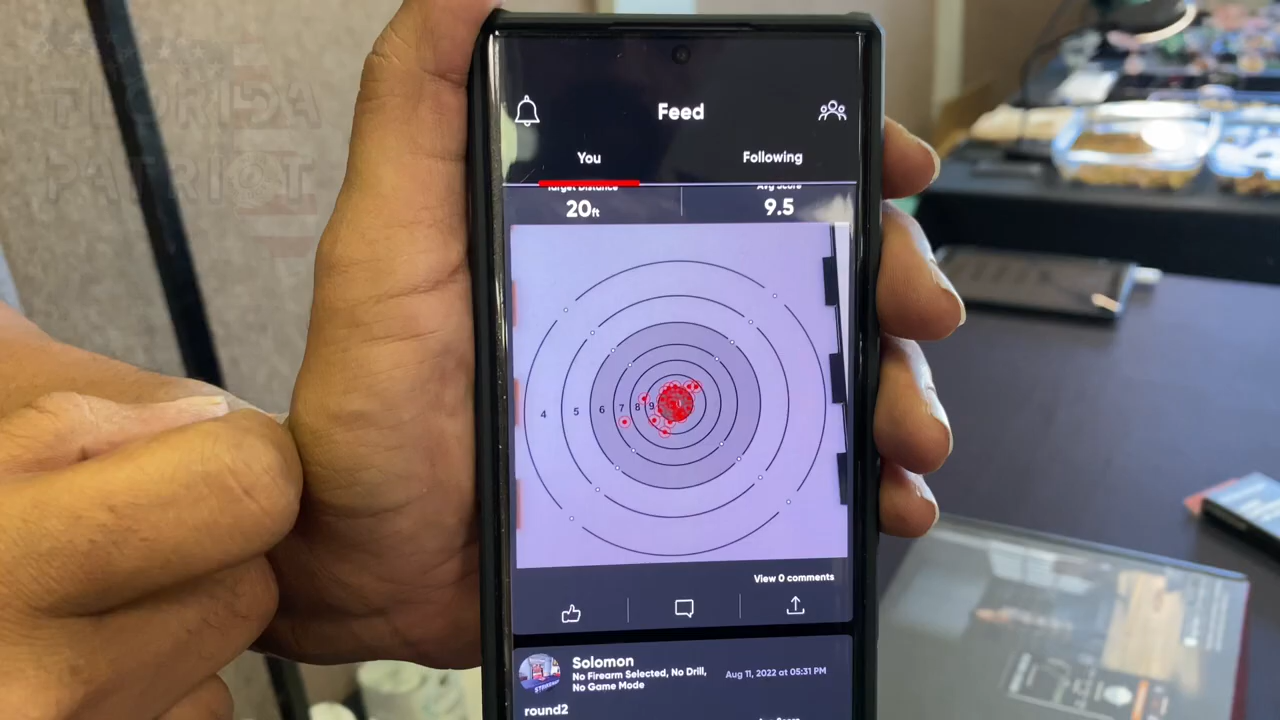 FLORIDA
PATRIOT
Feed
You
Following
Target Distance
Avg Score
20ft
9.5
4 5 6 7 8 9
View 0 comments
Solomon
No Firearm Selected, No Drill,
No Game Mode
Aug 11, 2022 at 05:31 PM
round2
Avg Score